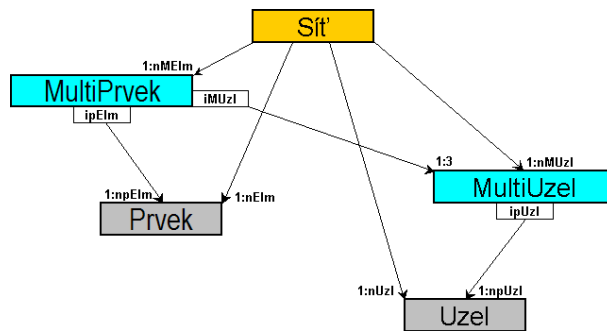 Síť
1:nMElm
MultiPrvek
iMUzl
ipElm
1:3
1:nMUzl
MultiUzel
1:npElm
1:nElm
Prvek
ipUzl
1:nUzl
1:npUzl
Uzel